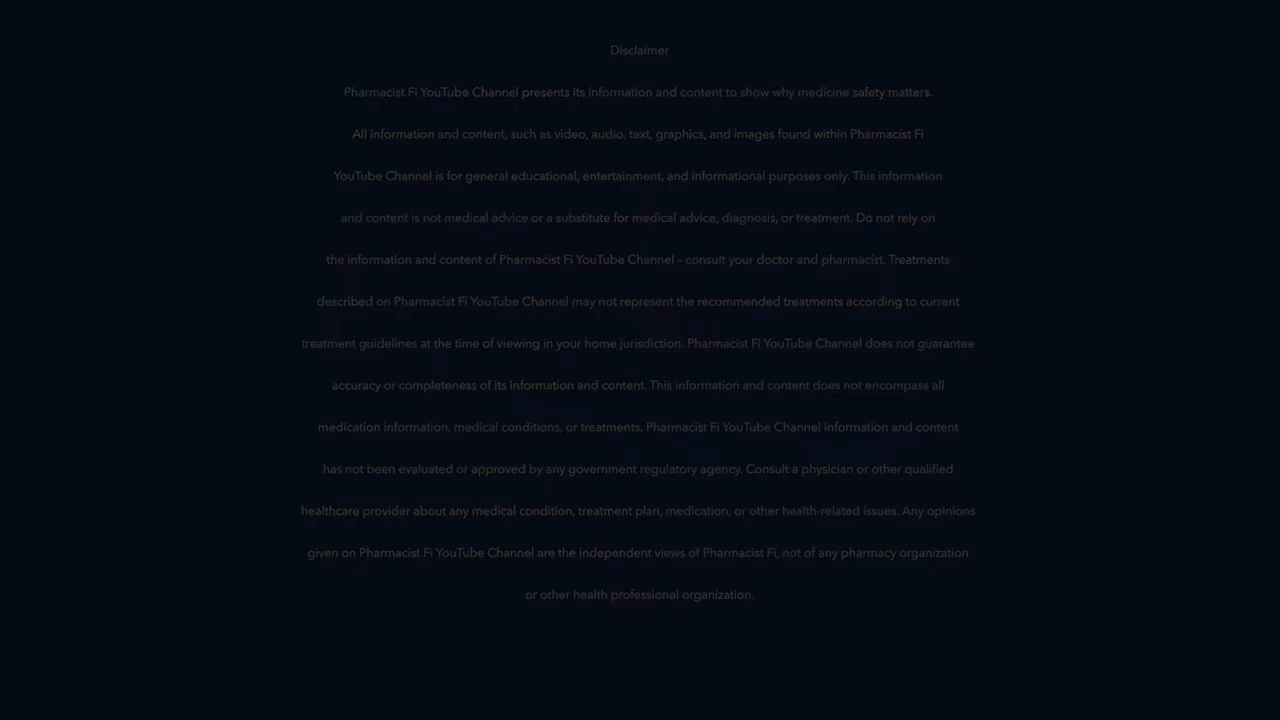 Disclaimer
Pharmacist Fi YouTube Channel presents its information and content to show why medicine safety matters.
All information and content, such as video, audio, text, graphics, and images found within Pharmacist Fi
YouTube Channel is for general educational, entertainment, and informational purposes only. This information
and content is not medical advice or a substitute for medical advice, diagnosis, or treatment. Do not rely on
the information and content of Pharmacist Fi YouTube Channel – consult your doctor and pharmacist. Treatments
described on Pharmacist Fi YouTube Channel may not represent the recommended treatments according to current
treatment guidelines at the time of viewing in your home jurisdiction. Pharmacist Fi YouTube Channel does not guarantee
accuracy or completeness of its information and content. This information and content does not encompass all
medication information, medical conditions, or treatments. Pharmacist Fi YouTube Channel information and content
has not been evaluated or approved by any government regulatory agency. Consult a physician or other qualified
healthcare provider about any medical condition, treatment plan, medication, or other health-related issues. Any opinions
given on Pharmacist Fi YouTube Channel are the independent views of Pharmacist Fi, not of any pharmacy organization
or other health professional organization.